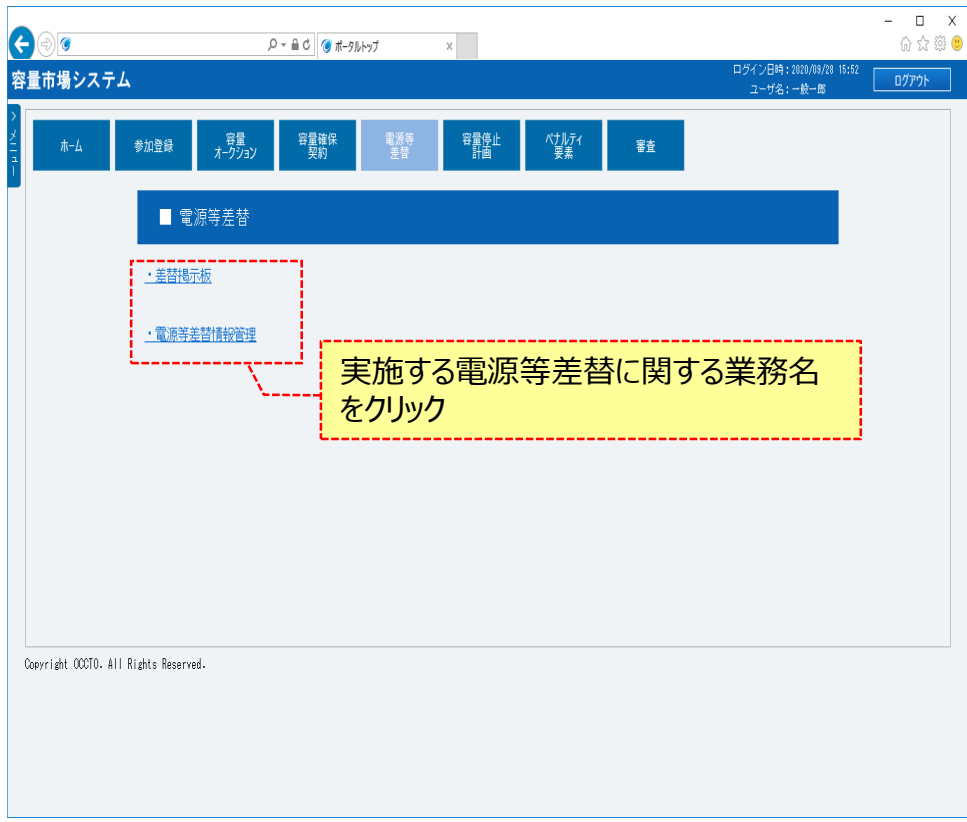 ポータルトップ
容量市場システム
ログイン日時：2020/09/28 15:52
ユーザ名：一般一郎
ログアウト
＞メニュー
ホーム
参加登録
容量
オークション
容量確保
契約
電源等
差替
容量停止
計画
ペナルティ
要素
審査
■ 電源等差替
・差替掲示板
・電源等差替情報管理
実施する電源等差替に関する業務名
をクリック
Copyright OCCTO. All Rights Reserved.